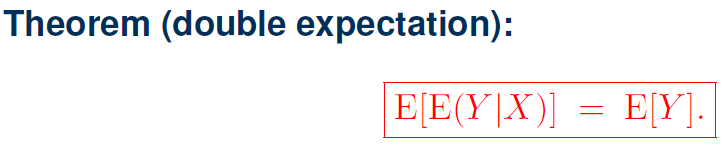 Theorem (double expectation):
E[E(Y|X)] = E[Y].